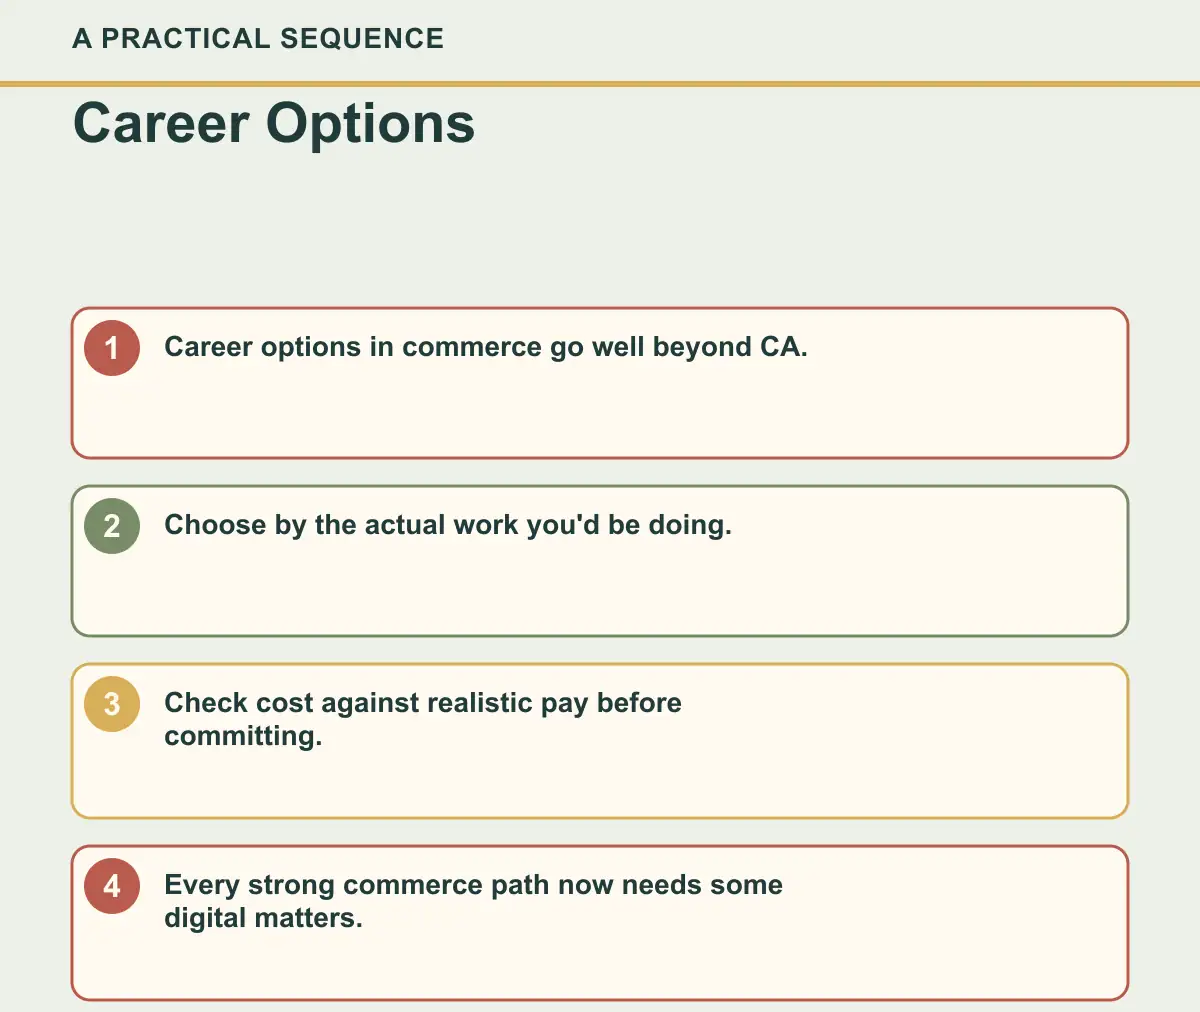 A PRACTICAL SEQUENCE
Career Options
1
Career options in commerce go well beyond CA.
2
Choose by the actual work you'd be doing.
3
Check cost against realistic pay before
committing.
4
Every strong commerce path now needs some
digital matters.